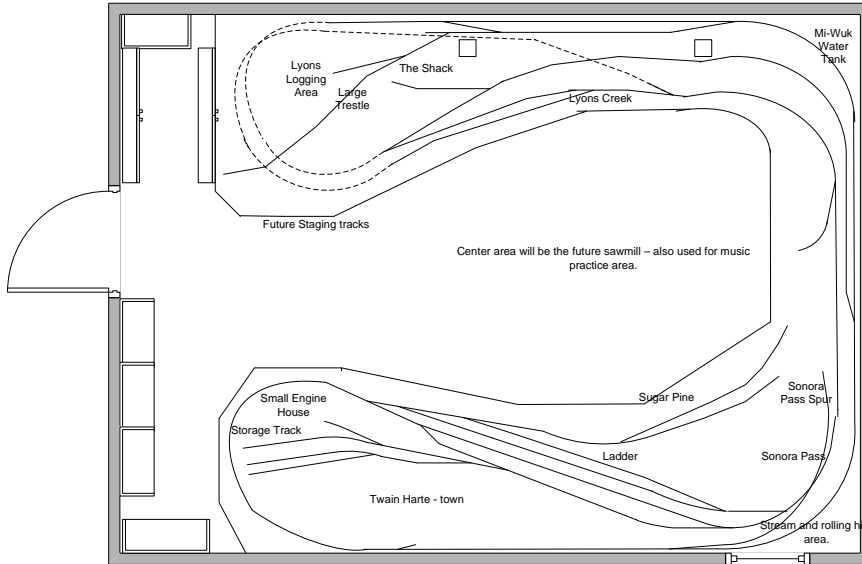 Mi-Wuk
Water
Tank
Lyons
Logging
Area
The Shack
Large
Trestle
Lyons Creek
Future Staging tracks
Center area will be the future sawmill – also used for music
practice area.
Small Engine
House
Sugar Pine
Sonora
Pass Spur
Storage Track
Ladder
Sonora Pass
Twain Harte - town
Stream and rolling hi
area.